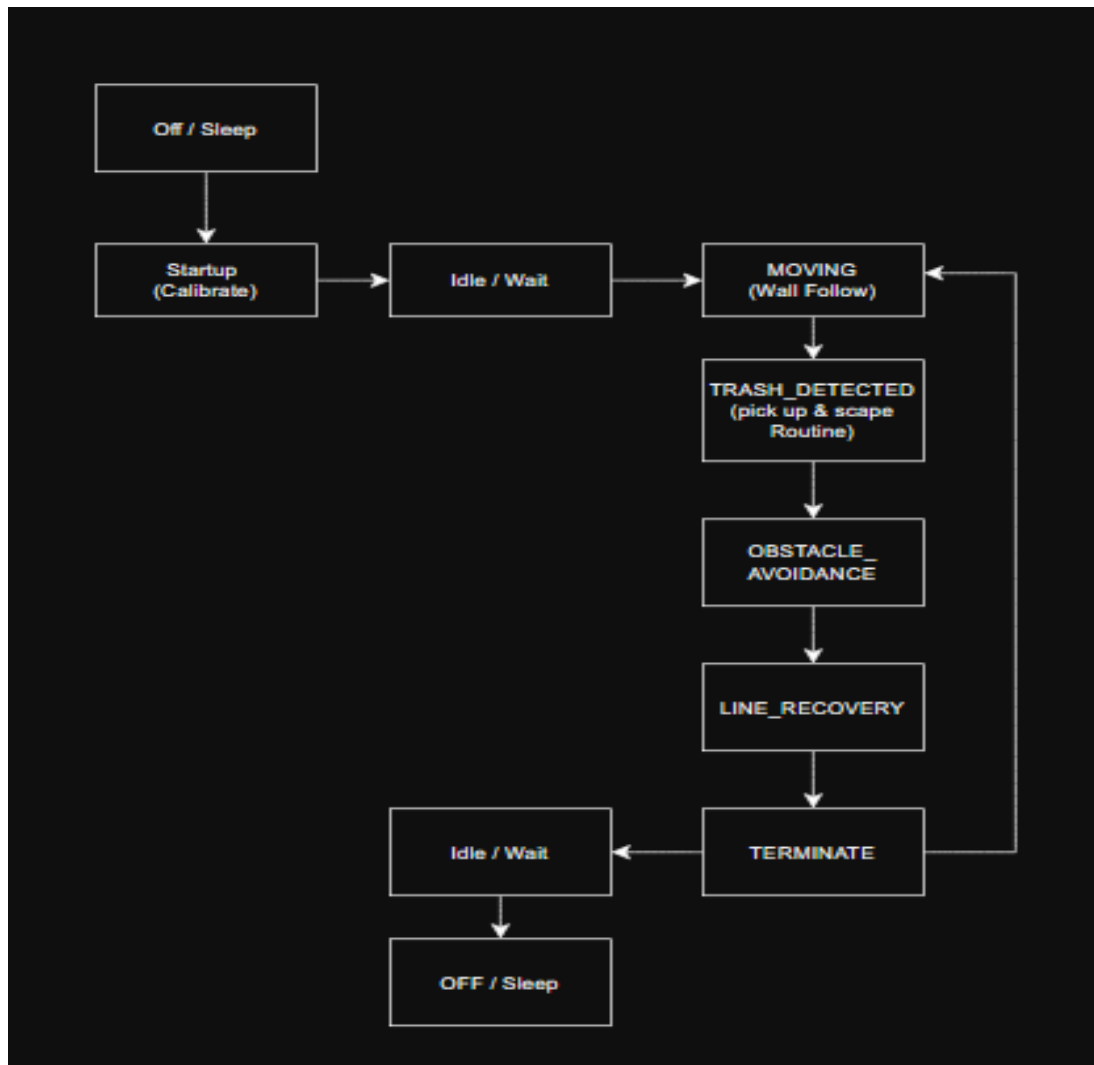 Off / Sleep
Startup
(Calibrate)
Idle / Wait
MOVING
(Wall Follow)
TRASH_DETECTED
(pick up & scape
Routine)
OBSTACLE_
AVOIDANCE
LINE_RECOVERY
Idle / Wait
TERMINATE
OFF / Sleep